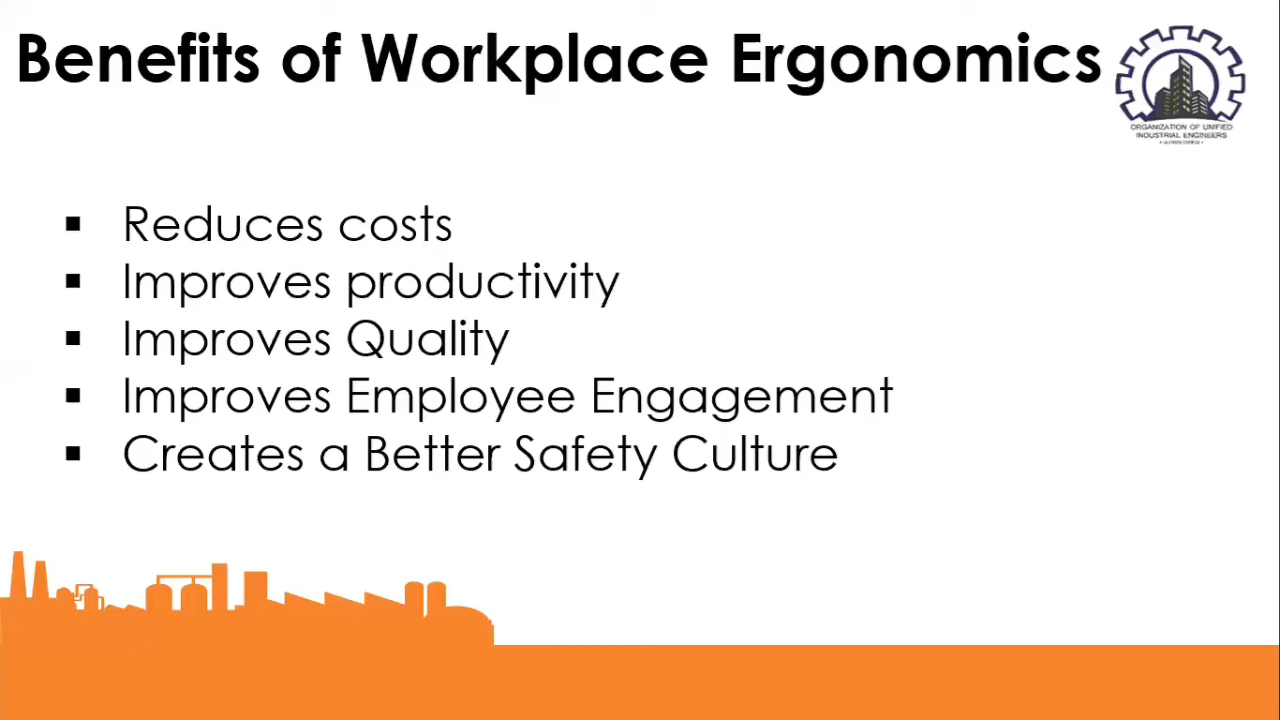 Benefits of Workplace Ergonomics
ORGANIZATION OF UNIFIED
INDUSTRIAL ENGINEERS
▪ Reduces costs
▪ Improves productivity
▪ Improves Quality
▪ Improves Employee Engagement
▪ Creates a Better Safety Culture